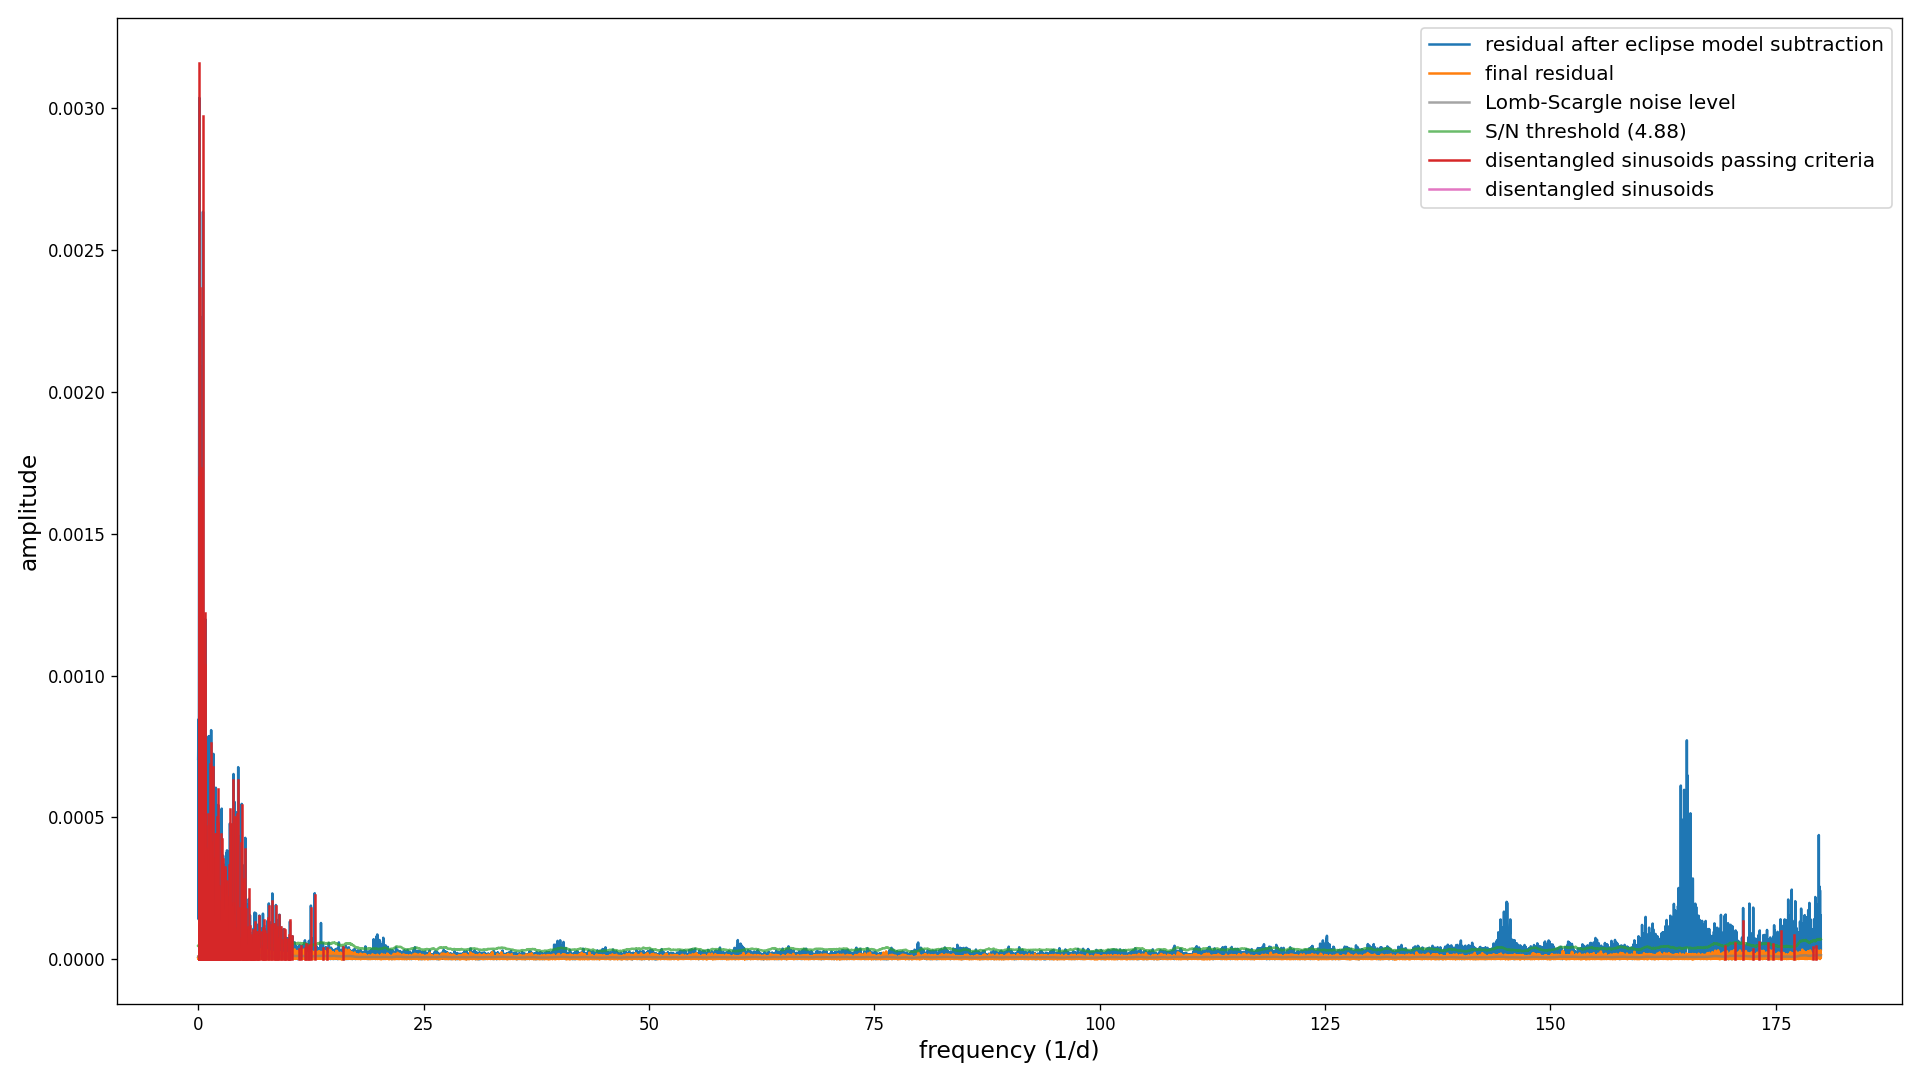 residual after eclipse model subtraction
final residual
Lomb-Scargle noise level
S/N threshold (4.88)
disentangled sinusoids passing criteria
disentangled sinusoids
0.0030
0.0025
0.0020
0.0015
0.0010
0.0005
0.0000
amplitude
0 25 50 75 100 125 150 175
frequency (1/d)